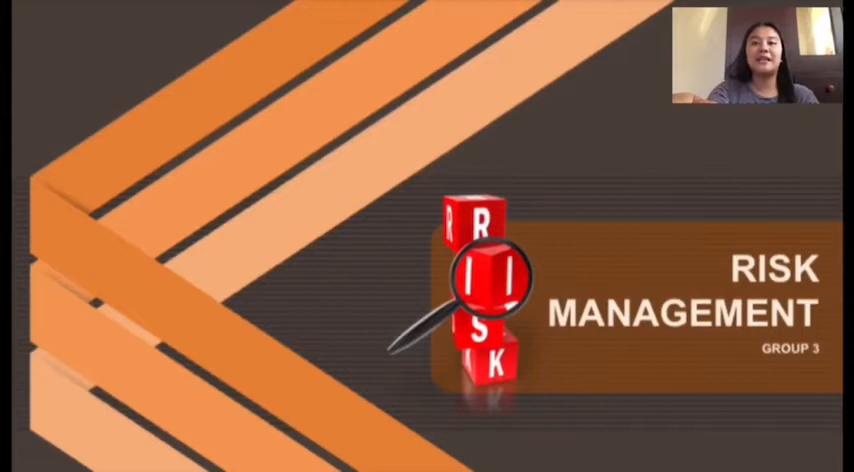 R R
I I
S
K
RISK
MANAGEMENT
GROUP 3